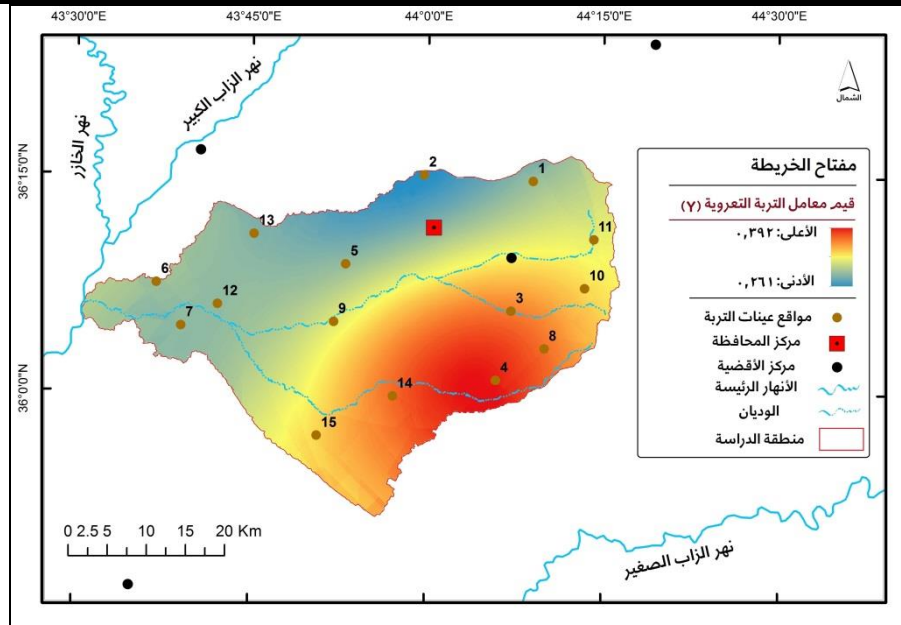 43°30'0"E 43°45'0"E 44°0'0"E 44°15'0"E 44°30'0"E
36°15'0"N
36°0'0"N
نهر الخازر
نهر الزاب الكبير
نهر الزاب الصغير
الشمال
1
2
3
4
5
6
7
8
9
10
11
12
13
14
15
مفتاح الخريطة
قيم معامل التربة التعروية (Y)
الأعلى: ٠,٣٩٢
الأدنى: ٠,٢٦١
مواقع عينات التربة
مركز المحافظة
مركز الأقضية
الأنهار الرئيسة
الوديان
منطقة الدراسة
0 2.5 5 10 15 20 Km